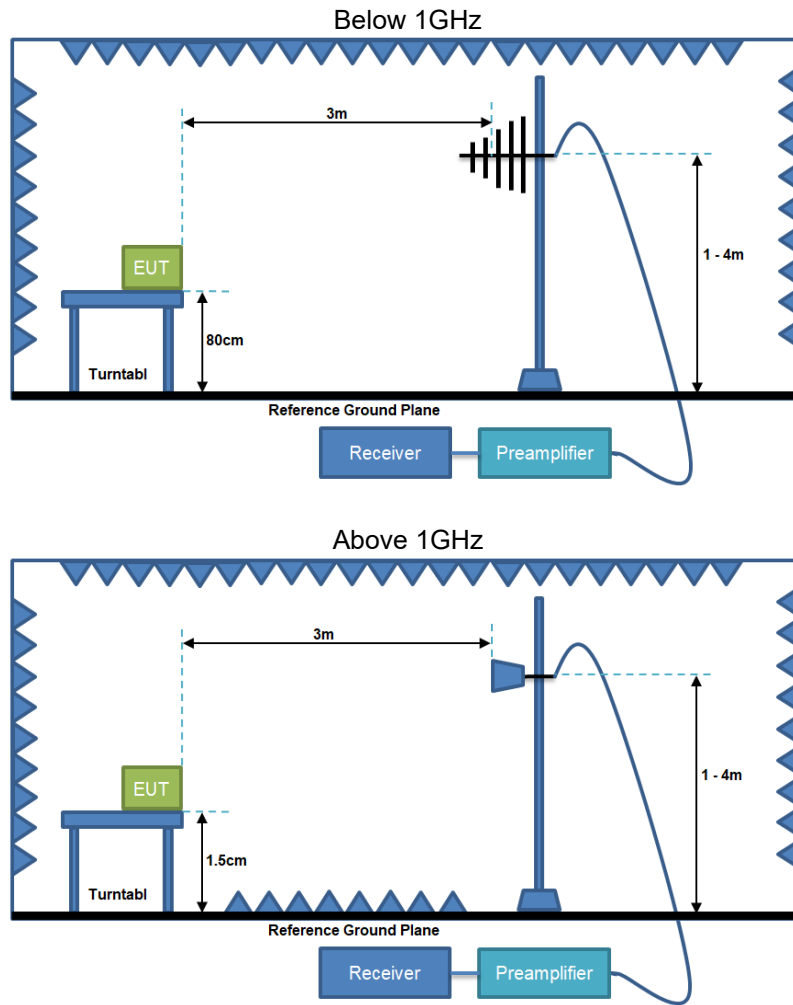 Below 1GHz
3m
EUT
1 - 4m
80cm
Turntabl
Reference Ground Plane
Receiver
Preamplifier
Above 1GHz
3m
EUT
1 - 4m
1.5cm
Turntabl
Reference Ground Plane
Receiver
Preamplifier